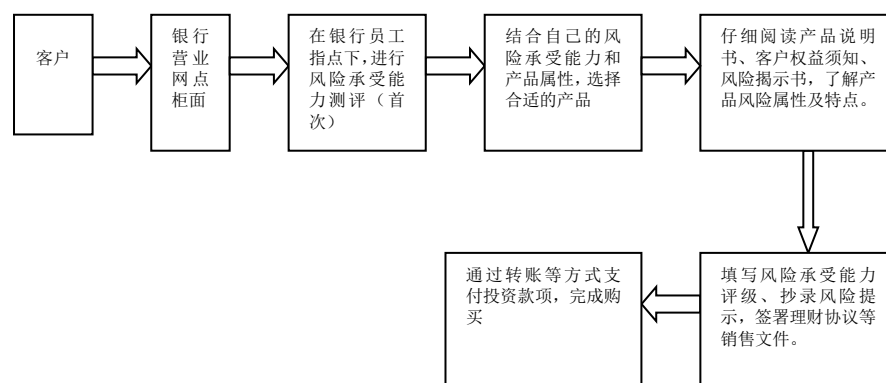 客户
银行
营业
网点
柜面
在银行员工
指点下，进行
风险承受能
力测评（首
次）
结合自己的风
险承受能力和
产品属性，选择
合适的产品
仔细阅读产品说明
书、客户权益须知、
风险揭示书，了解产
品风险属性及特点。
填写风险承受能力
评级、抄录风险提
示，签署理财协议等
销售文件。
通过转账等方式支
付投资款项，完成购
买